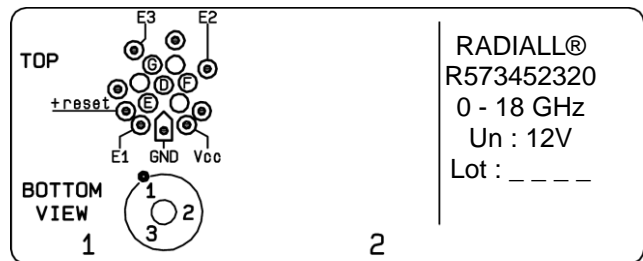 E3 E2
TOP
G
D F
E
+reset
E1 GND Vcc
BOTTOM
VIEW
1
2
3
1 2
RADIALL®
R573452320
0 - 18 GHz
Un : 12V
Lot : _ _ _ _